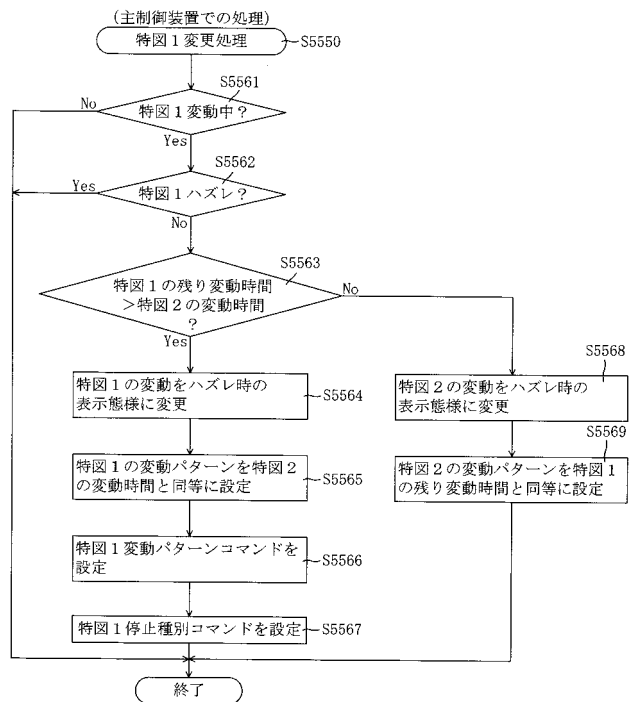 (主制御装置での処理)
特図1変更処理
S5550
S5561
特図1変動中?
No
Yes
S5562
特図1ハズレ?
Yes
No
S5563
特図1の残り変動時間
>特図2の変動時間
?
No
Yes
特図1の変動をハズレ時の
表示態様に変更
S5564
S5568
特図2の変動をハズレ時の
表示態様に変更
特図1の変動パターンを特図2
の変動時間と同等に設定
S5565
S5569
特図2の変動パターンを特図1
の残り変動時間と同等に設定
特図1変動パターンコマンドを
設定
S5566
特図1停止種別コマンドを設定
S5567
終了